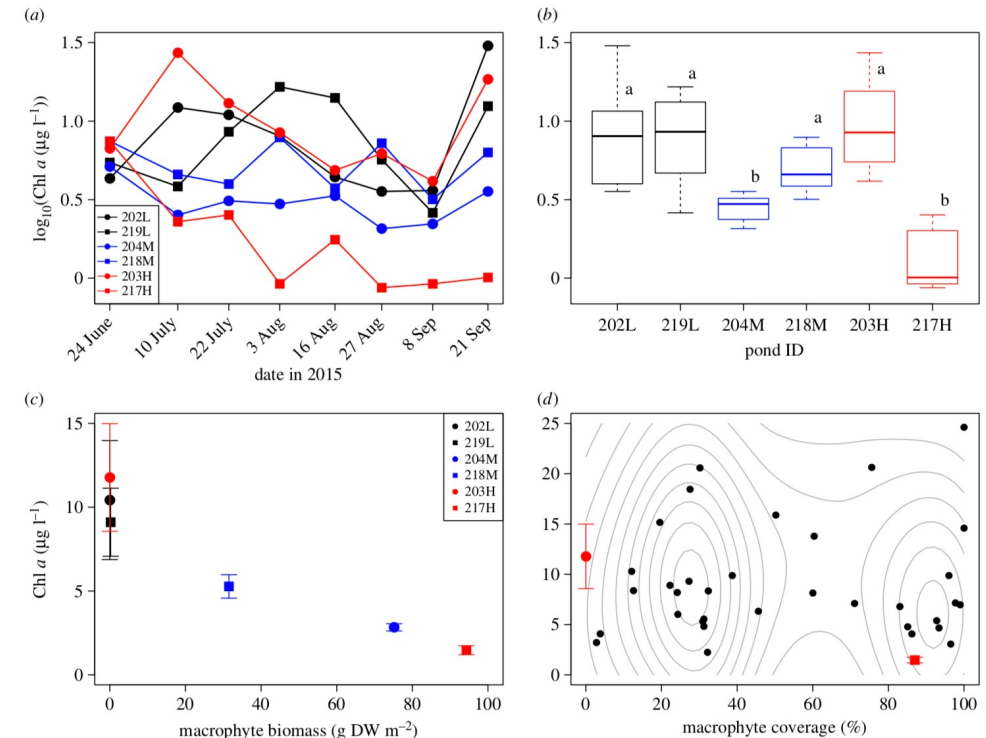 (a)
1.5
1.0
0.5
0
log10(Chl a (µg l–1))
202L
219L
204M
218M
203H
217H
24 June
10 July
22 July
3 Aug
16 Aug
27 Aug
8 Sep
21 Sep
date in 2015
(b)
1.5
1.0
0.5
0
a
a
b
a
a
b
202L
219L
204M
218M
203H
217H
pond ID
(c)
15
10
5
0
Chl a (µg l–1)
202L
219L
204M
218M
203H
217H
0
20
40
60
80
100
macrophyte biomass (g DW m–2)
(d)
25
20
15
10
5
0
0
20
40
60
80
100
macrophyte coverage (%)